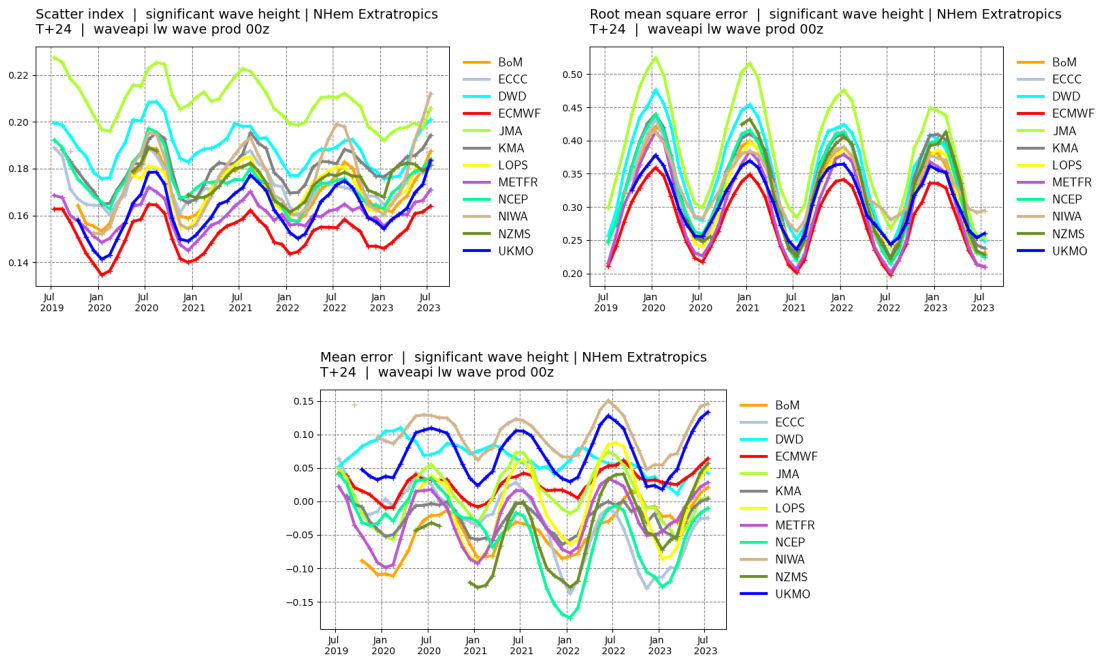 Scatter index | significant wave height | NHem Extratropics
T+24 | waveapi lw wave prod 00z
0.22
0.20
0.18
0.16
0.14
Jul 2019
Jan 2020
Jul 2020
Jan 2021
Jul 2021
Jan 2022
Jul 2022
Jan 2023
Jul 2023
BoM
ECCC
DWD
ECMWF
JMA
KMA
LOPS
METFR
NCEP
NIWA
NZMS
UKMO
Root mean square error | significant wave height | NHem Extratropics
T+24 | waveapi lw wave prod 00z
0.50
0.45
0.40
0.35
0.30
0.25
0.20
Jul 2019
Jan 2020
Jul 2020
Jan 2021
Jul 2021
Jan 2022
Jul 2022
Jan 2023
Jul 2023
BoM
ECCC
DWD
ECMWF
JMA
KMA
LOPS
METFR
NCEP
NIWA
NZMS
UKMO
Mean error | significant wave height | NHem Extratropics
T+24 | waveapi lw wave prod 00z
0.15
0.10
0.05
0.00
−0.05
−0.10
−0.15
Jul 2019
Jan 2020
Jul 2020
Jan 2021
Jul 2021
Jan 2022
Jul 2022
Jan 2023
Jul 2023
BoM
ECCC
DWD
ECMWF
JMA
KMA
LOPS
METFR
NCEP
NIWA
NZMS
UKMO